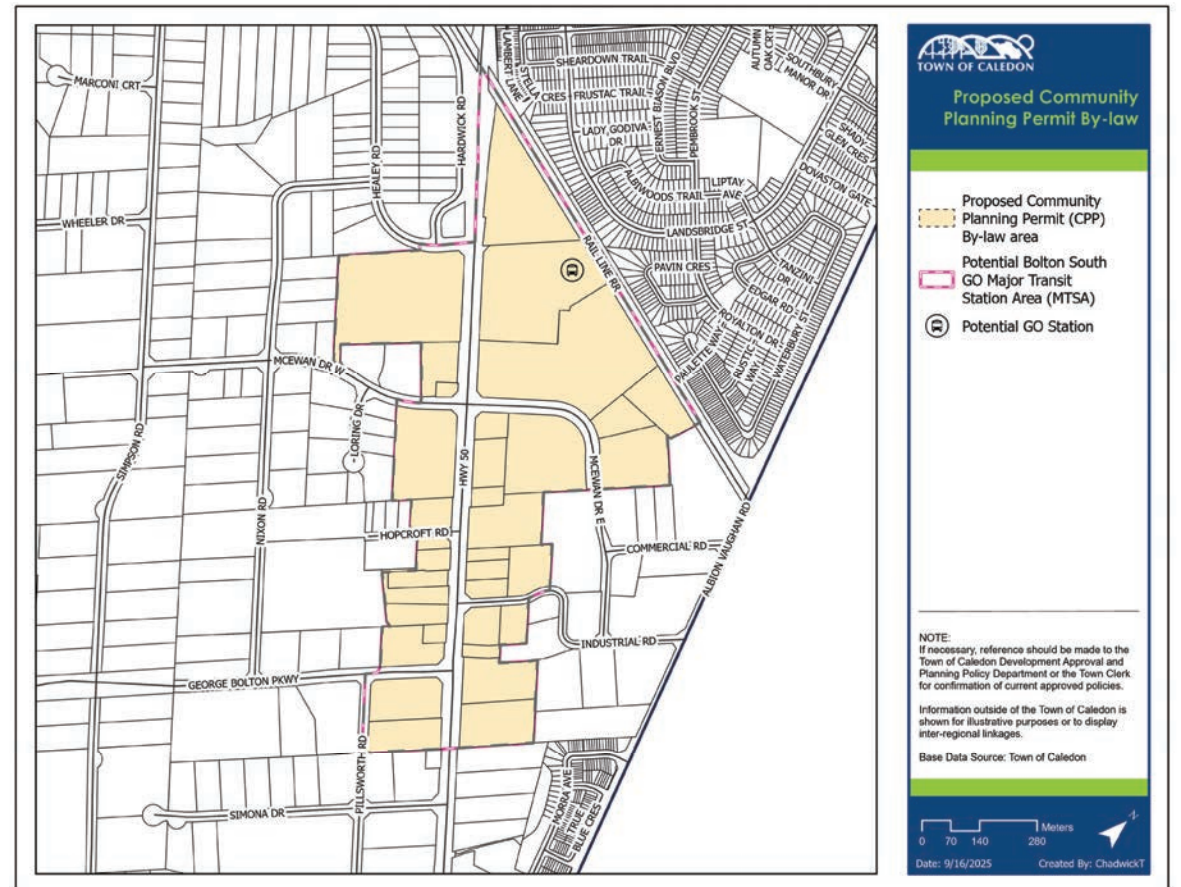 TOWN OF CALEDON
Proposed Community
Planning Permit By-law
Proposed Community
Planning Permit (CPP)
By-law area
Potential Bolton South
GO Major Transit
Station Area (MTSA)
Potential GO Station
NOTE:
If necessary, reference should be made to the
Town of Caledon Development Approval and
Planning Policy Department or the Town Clerk
for confirmation of current approved policies.
Information outside of the Town of Caledon is
shown for illustrative purposes or to display
inter-regional linkages.
Base Data Source: Town of Caledon
Meters
0 70 140 280
N
Date: 9/16/2025
Created By: ChadwickT
MARCONI CRT
WHEELER DR
HEALEY RD
HARDWICK RD
LANBERT LANE
STELLA
CRES
SHEARDOWN TRAIL
FRUSTAC TRAIL
LADY GODIVA
DR
ERNEST BIASON BLVD
PEMBROOK ST
AUTUMN
OAK CRT
SOUTHBURY
MANOR DR
SHADY
GLEN CRES
DOVASTON GATE
ALBIWOODS TRAIL
LIPTAY
AVE
LANDSBRIDGE ST
PAVIN CRES
TANZINI
DR
EDGAR RD
ROYALTON DR
RUSTIC
WAY
PAULETTE WAY
WATERBURY ST
RAIL LINE RR
MCEWAN DR W
LORING DR
SIMPSON RD
NIXON RD
HWY 50
MCEWAN DR E
HOPCROFT RD
COMMERCIAL RD
ALBION VAUGHAN RD
INDUSTRIAL RD
GEORGE BOLTON PKWY
PILLSWORTH RD
SIMONA DR
MORRA AVE
TRUE
BLUE CRES